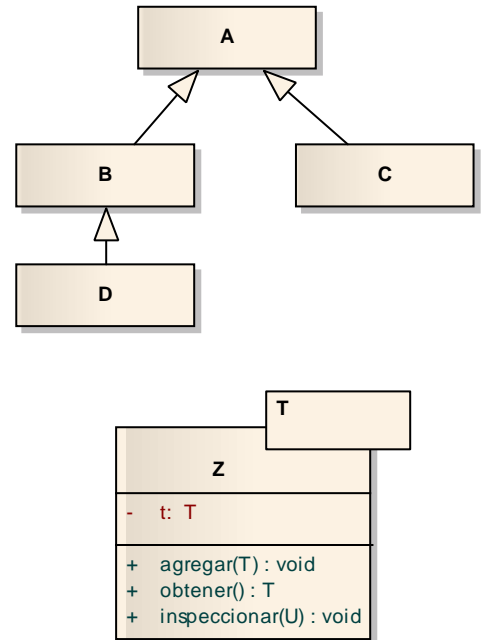 A
B
C
D
T
Z
- t: T
+ agregar(T) : void
+ obtener() : T
+ inspeccionar(U) : void